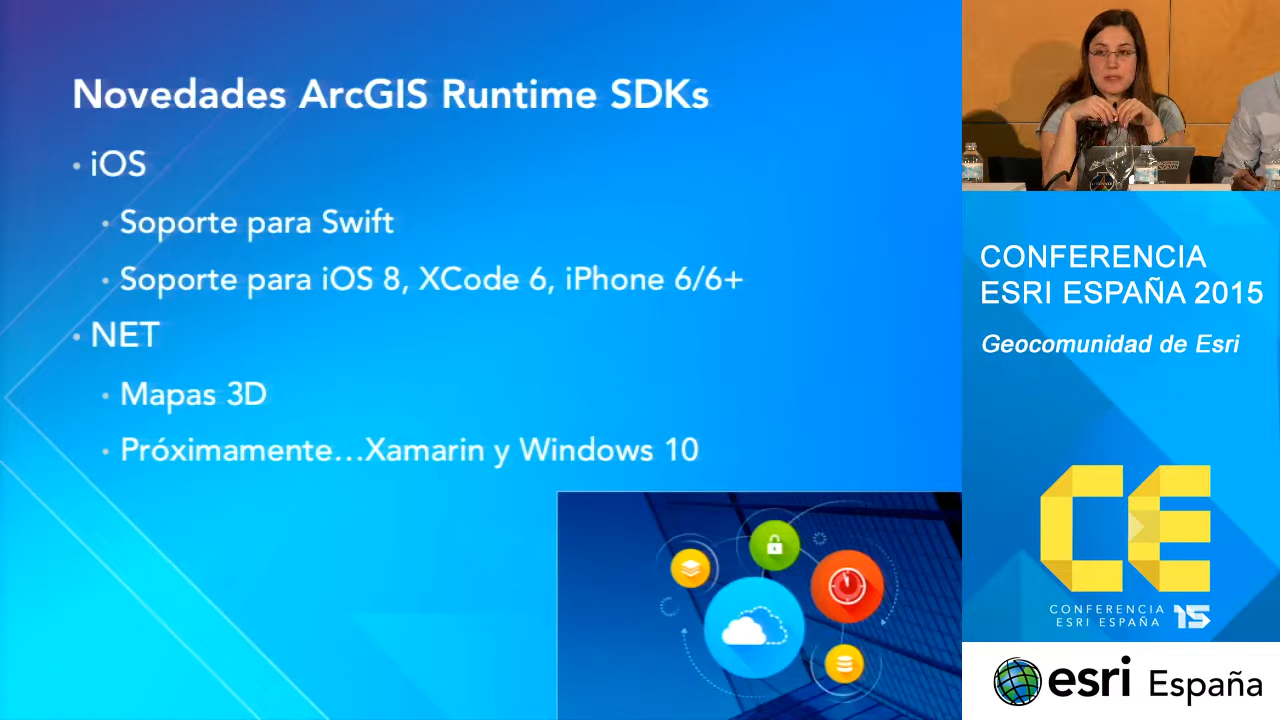 Novedades ArcGIS Runtime SDKs
• iOS
• Soporte para Swift
• Soporte para iOS 8, XCode 6, iPhone 6/6+
• NET
• Mapas 3D
• Próximamente...Xamarin y Windows 10
CONFERENCIA
ESRI ESPAÑA 2015
Geocomunidad de Esri
CE
CONFERENCIA
ESRI ESPAÑA 15
esri España